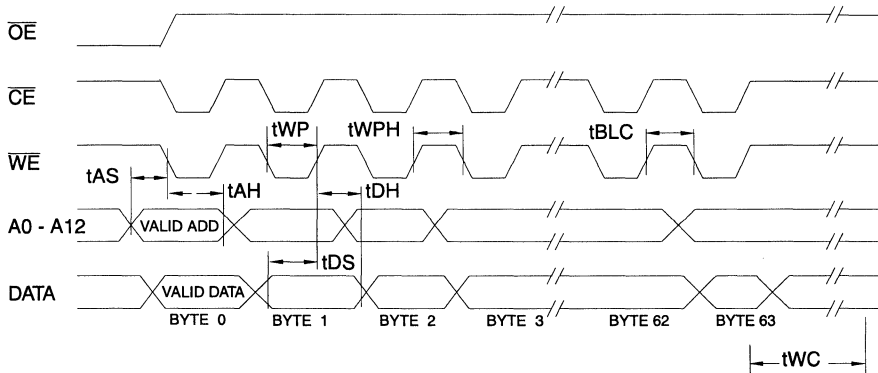 OE
CE
tWP tWPH tBLC
WE
tAS tAH tDH
A0 - A12 VALID ADD
tDS
DATA VALID DATA
BYTE 0 BYTE 1 BYTE 2 BYTE 3 BYTE 62 BYTE 63
tWC